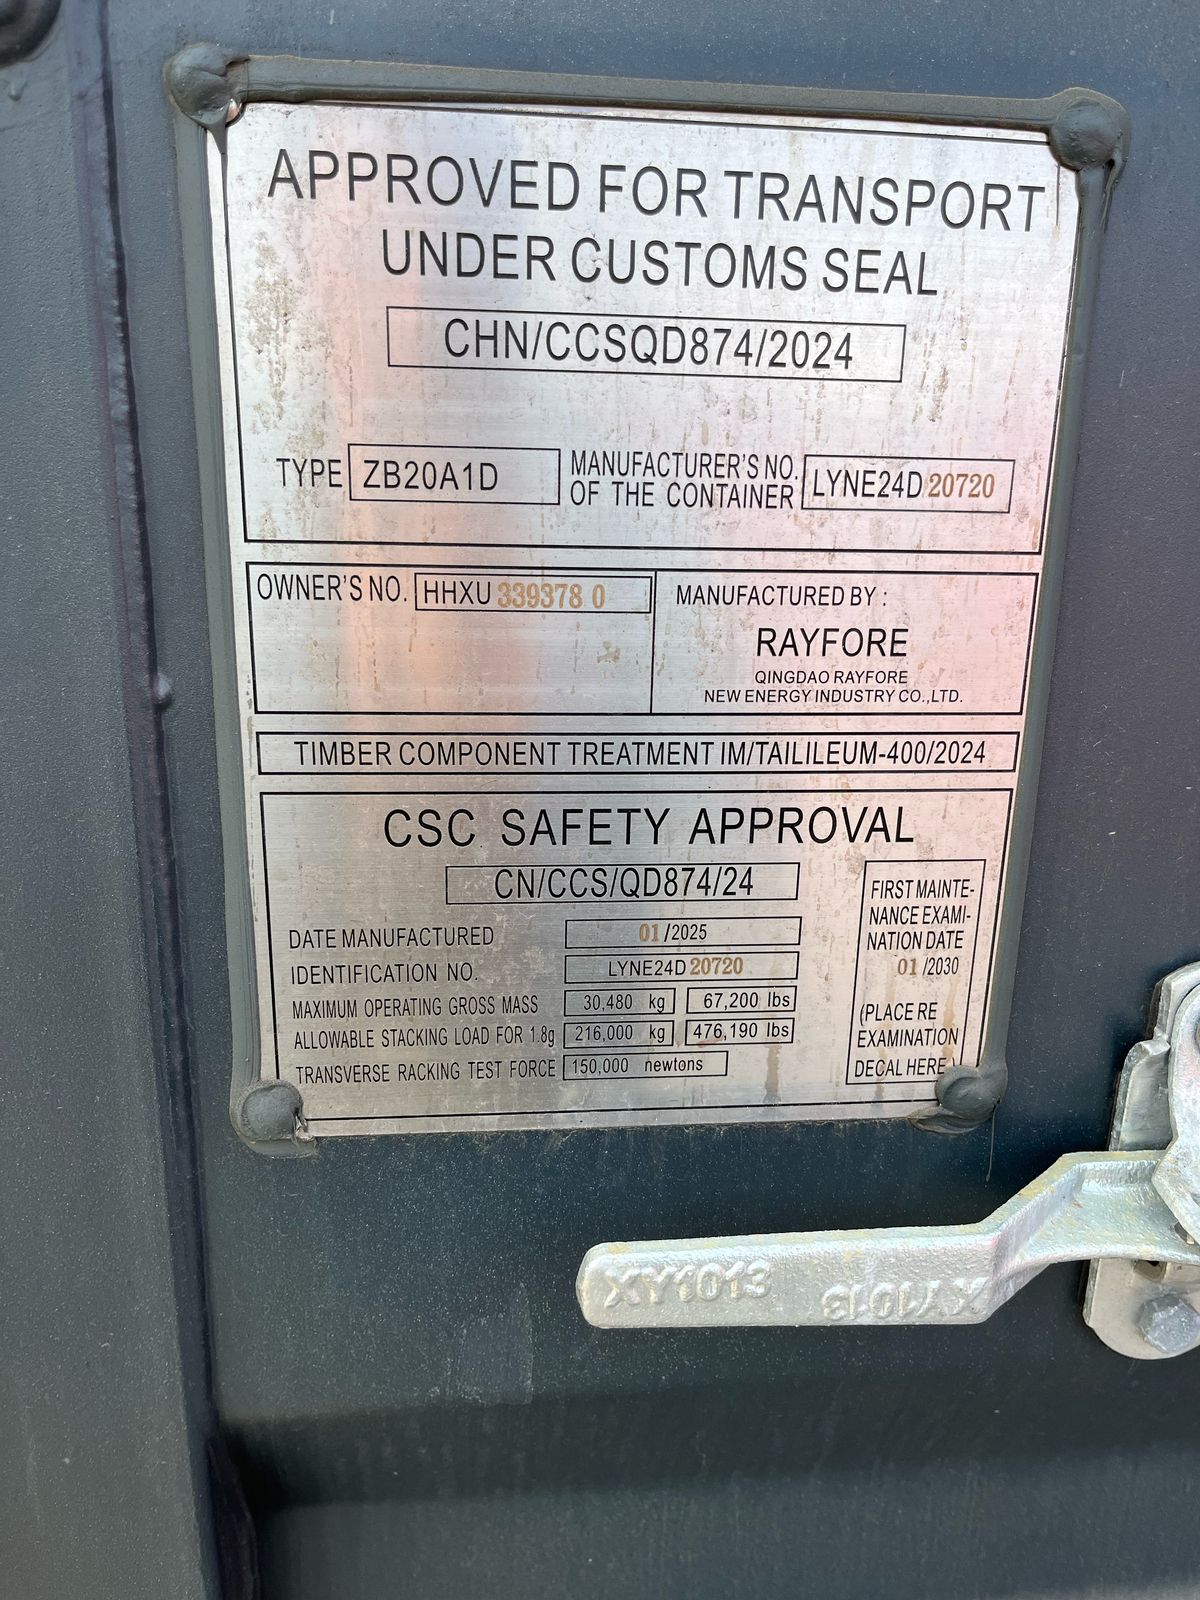 APPROVED FOR TRANSPORT
UNDER CUSTOMS SEAL
CHN/CCSQD874/2024
TYPE ZB20A1D
MANUFACTURER'S NO.
OF THE CONTAINER LYNE24D 20720
OWNER'S NO. HHXU 339378 0
MANUFACTURED BY :
RAYFORE
QINGDAO RAYFORE
NEW ENERGY INDUSTRY CO.,LTD.
TIMBER COMPONENT TREATMENT IM/TAILILEUM-400/2024
CSC SAFETY APPROVAL
CN/CCS/QD874/24
DATE MANUFACTURED 01/2025
IDENTIFICATION NO. LYNE24D 20720
MAXIMUM OPERATING GROSS MASS 30,480 kg 67,200 lbs
ALLOWABLE STACKING LOAD FOR 1.8g 216,000 kg 476,190 lbs
TRANSVERSE RACKING TEST FORCE 150,000 newtons
FIRST MAINTE-
NANCE EXAMI-
NATION DATE
01 /2030
(PLACE RE
EXAMINATION
DECAL HERE )
XY1013
XY1013